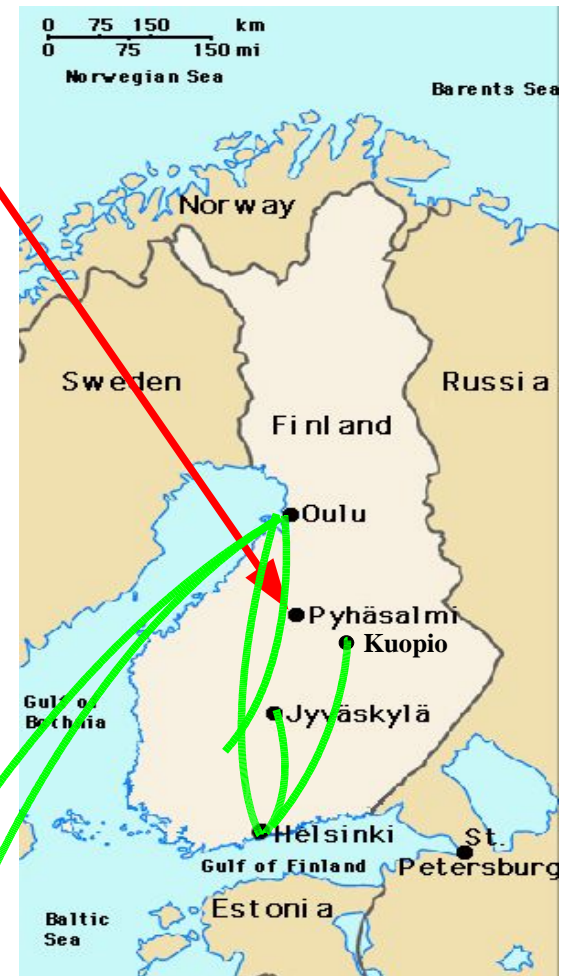 0 75 150 km
0 75 150 mi
Norwegian Sea
Barents Sea
Norway
Sweden
Russia
Finland
Oulu
Pyhäsalmi
Kuopio
Gulf of
Bothnia
Jyväskylä
Helsinki
St.
Petersburg
Gulf of Finland
Estonia
Baltic
Sea